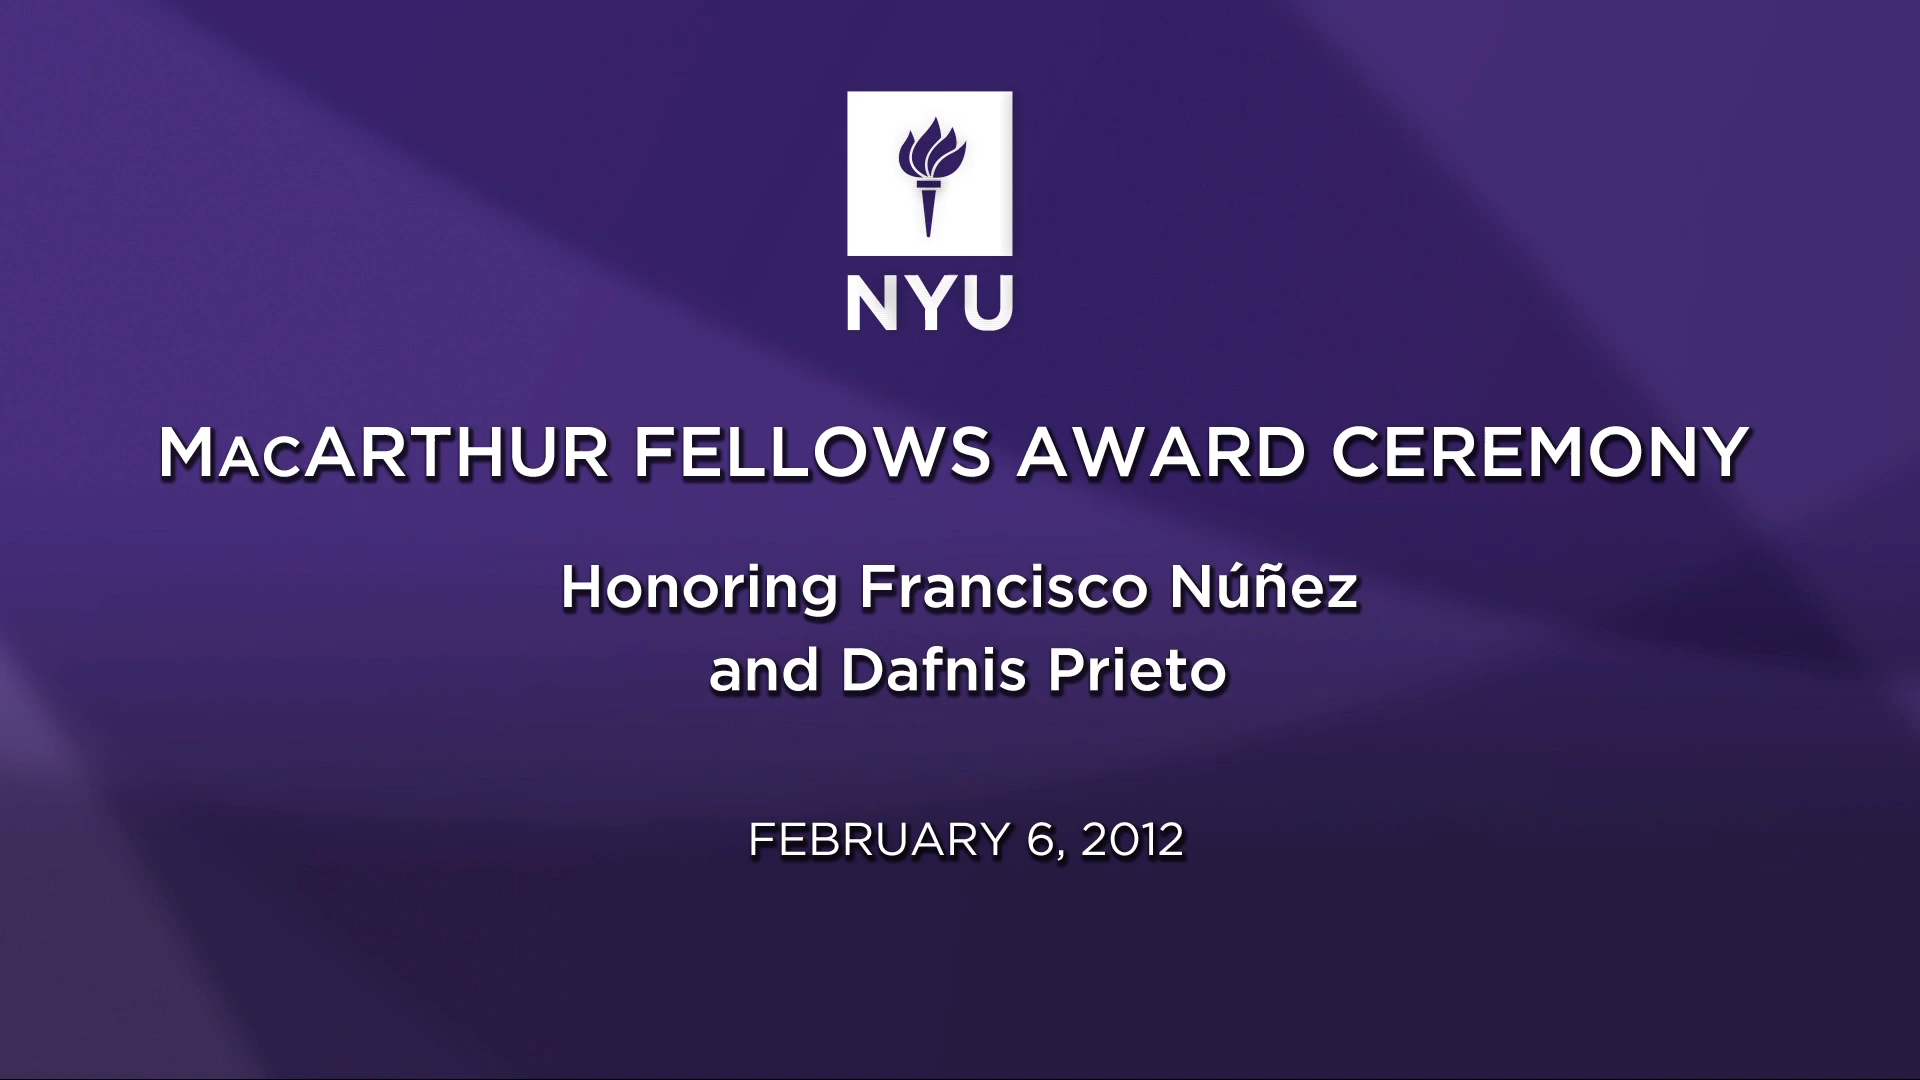 NYU
MacARTHUR FELLOWS AWARD CEREMONY
Honoring Francisco Núñez
and Dafnis Prieto
FEBRUARY 6, 2012